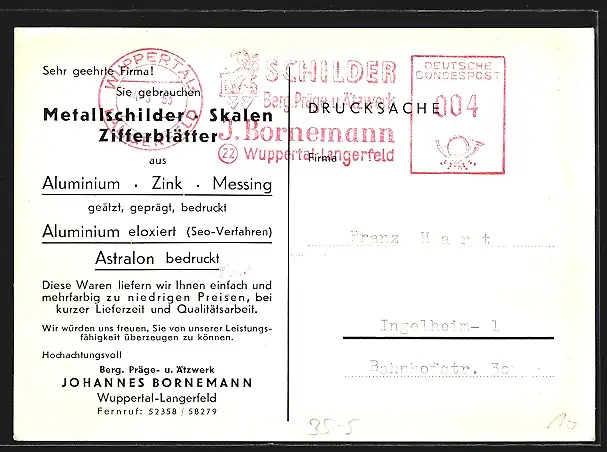 Sehr geehrte Firma!
Sie gebrauchen
Metallschilder · Skalen
Zifferblätter
aus
Aluminium · Zink · Messing
geätzt, geprägt, bedruckt
Aluminium eloxiert (Seo-Verfahren)
Astralon bedruckt
Diese Waren liefern wir Ihnen einfach und
mehrfarbig zu niedrigen Preisen, bei
kurzer Lieferzeit und Qualitätsarbeit.
Wir würden uns freuen, Sie von unserer Leistungs-
fähigkeit überzeugen zu können.
Hochachtungsvoll
Berg. Präge- u. Ätzwerk
JOHANNES BORNEMANN
Wuppertal-Langerfeld
Fernruf: 52358 / 58279
WUPPERTAL-
LANGERFELD
SCHILDER
Berg. Präge u. Ätzwerk
J. Bornemann
22 Wuppertal-Langerfeld
DEUTSCHE
BUNDESPOST
004
DRUCKSACHE
Firma
Franz Hart
Ingelheim- 1
Bahnhofstr. 3c
35-5
10